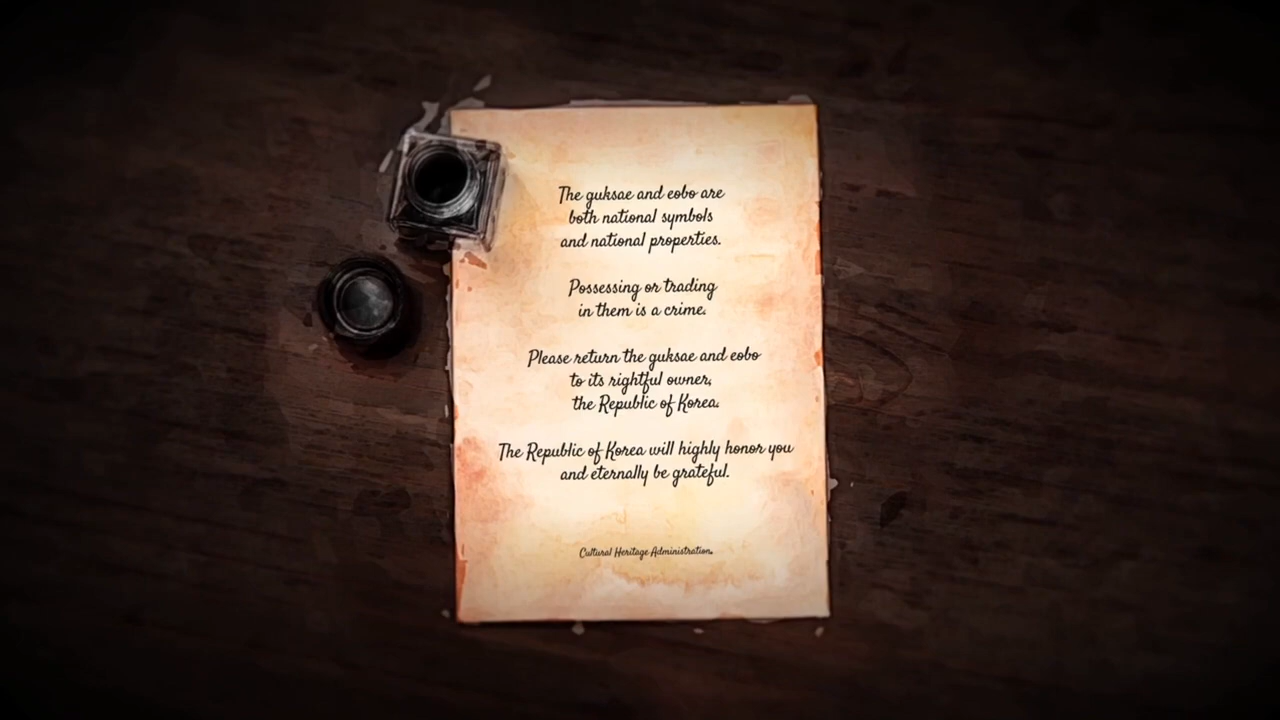 The guksae and eobo are
both national symbols
and national properties.
Possessing or trading
in them is a crime.
Please return the guksae and eobo
to its rightful owner,
the Republic of Korea.
The Republic of Korea will highly honor you
and eternally be grateful.
Cultural Heritage Administration.